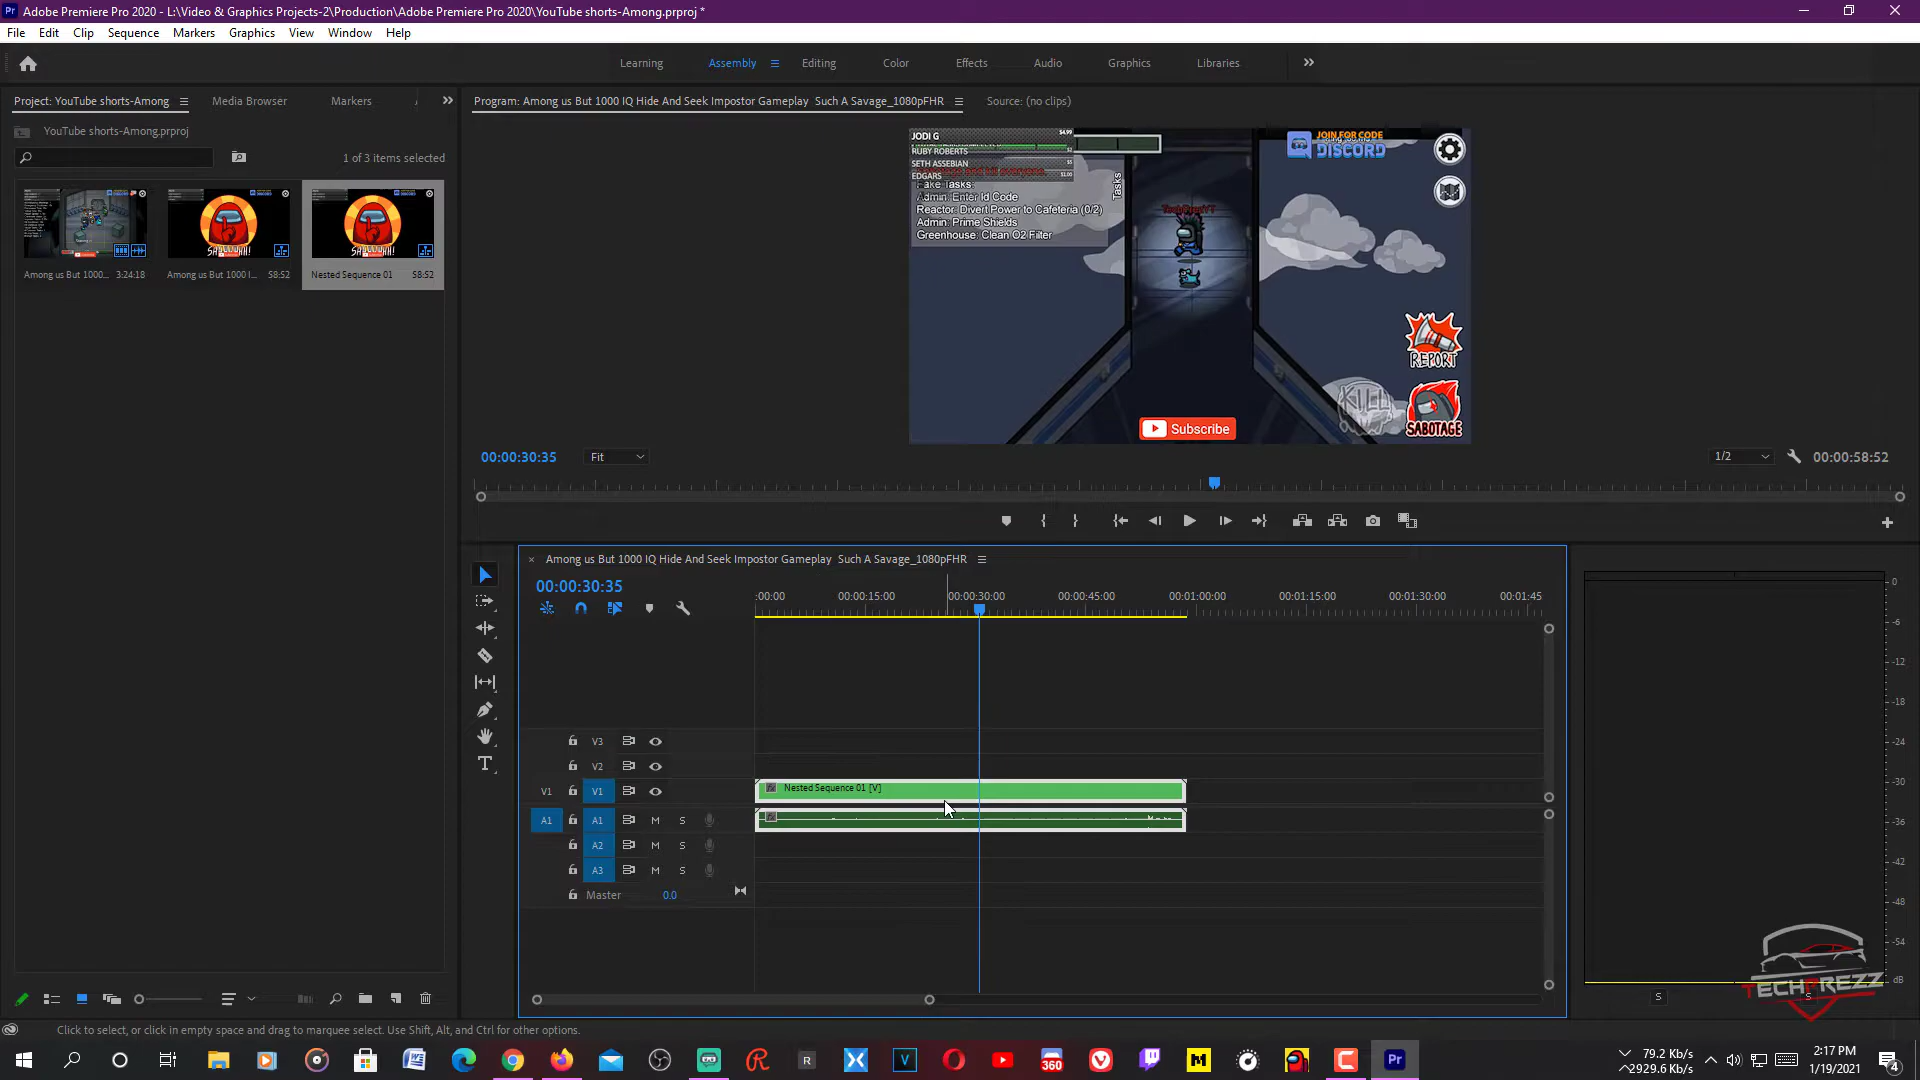 Pr Adobe Premiere Pro 2020 - L:\Video & Graphics Projects-2\Production\Adobe Premiere Pro 2020\YouTube shorts-Among.prproj *
File Edit Clip Sequence Markers Graphics View Window Help
Learning Assembly Editing Color Effects Audio Graphics Libraries
Project: YouTube shorts-Among Media Browser Markers
YouTube shorts-Among.prproj
1 of 3 items selected
Among us But 1000... 3:24:18
Among us But 1000 I... 58:52
Nested Sequence 01 58:52
Program: Among us But 1000 IQ Hide And Seek Impostor Gameplay Such A Savage_1080pFHR
Source: (no clips)
JODI G $4.99
RUBY ROBERTS
SETH ASSEBIAN
EDGARS
Fake Tasks:
Admin: Enter Id Code
Reactor: Divert Power to Cafeteria (0/2)
Admin: Prime Shields
Greenhouse: Clean O2 Filter
Tasks
JOIN FOR CODE
DISCORD
REPORT
KILL
SABOTAGE
Subscribe
00:00:30:35 Fit 1/2 00:00:58:52
Among us But 1000 IQ Hide And Seek Impostor Gameplay Such A Savage_1080pFHR
00:00:30:35
:00:00 00:00:15:00 00:00:30:00 00:00:45:00 00:01:00:00 00:01:15:00 00:01:30:00 00:01:45
V3
V2
V1 V1 Nested Sequence 01 [V]
A1 A1 M S
A2 M S
A3 M S
Master 0.0
0
-6
-12
-18
-24
-30
-36
-42
-48
-54
dB
S S
TECHPREZZ
Click to select, or click in empty space and drag to marquee select. Use Shift, Alt, and Ctrl for other options.
79.2 Kb/s
2929.6 Kb/s
2:17 PM
1/19/2021
4